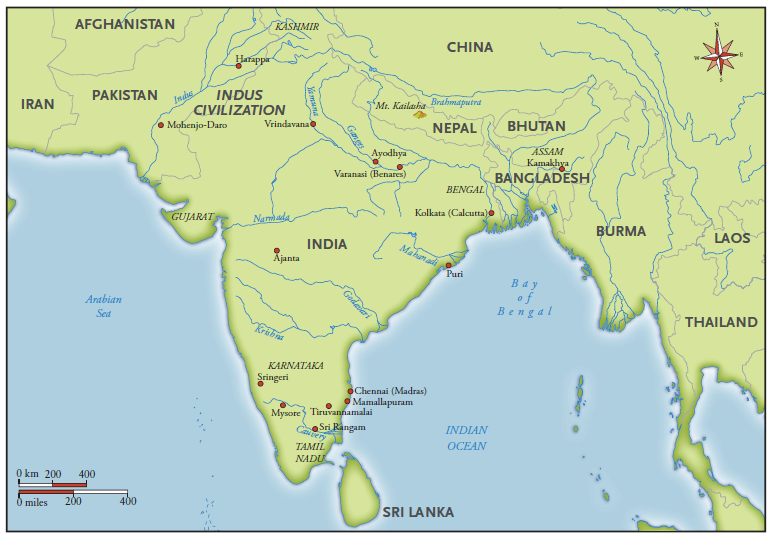 AFGHANISTAN
KASHMIR
CHINA
N
W
E
S
Harappa
IRAN
PAKISTAN
Indus
INDUS
CIVILIZATION
Yamuna
Mt. Kailasha
Brahmaputra
Mohenjo-Daro
Vrindavana
Ganges
NEPAL
BHUTAN
Ayodhya
ASSAM
Kamakhya
Varanasi (Benares)
BANGLADESH
BENGAL
GUJARAT
Narmada
Kolkata (Calcutta)
INDIA
BURMA
LAOS
Ajanta
Mahanadi
Puri
Arabian
Sea
Godavari
Bay
of
Bengal
Krishna
THAILAND
KARNATAKA
Sringeri
Chennai (Madras)
Mamallapuram
Mysore
Tiruvannamalai
Cauvery
Sri Rangam
INDIAN
OCEAN
TAMIL
NADU
0 km 200 400
0 miles 200 400
SRI LANKA